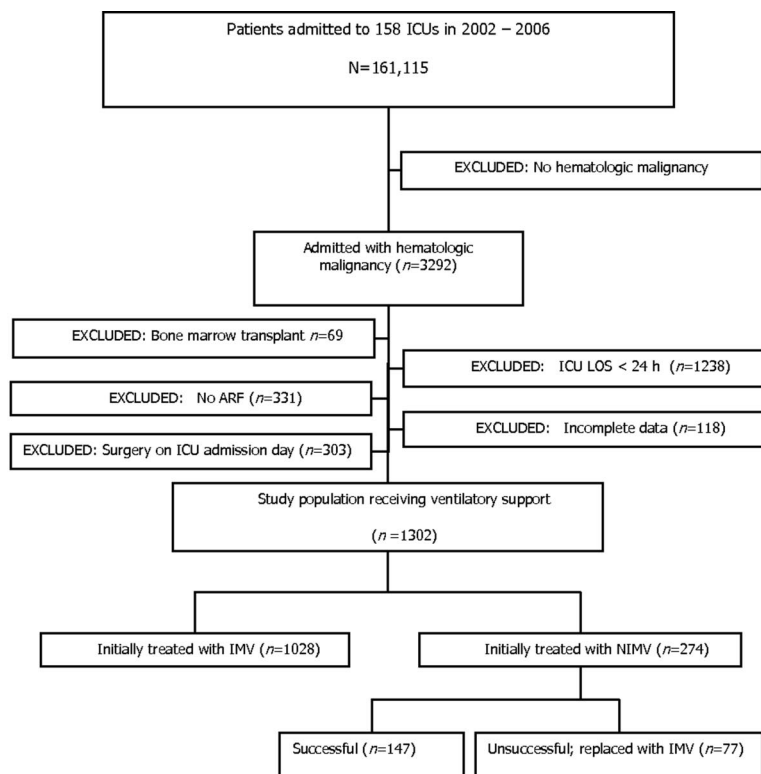 Patients admitted to 158 ICUs in 2002 – 2006
N=161,115
EXCLUDED: No hematologic malignancy
Admitted with hematologic
malignancy (n=3292)
EXCLUDED: Bone marrow transplant n=69
EXCLUDED: ICU LOS < 24 h (n=1238)
EXCLUDED: No ARF (n=331)
EXCLUDED: Incomplete data (n=118)
EXCLUDED: Surgery on ICU admission day (n=303)
Study population receiving ventilatory support
(n =1302)
Initially treated with IMV (n=1028)
Initially treated with NIMV (n=274)
Successful (n=147)
Unsuccessful; replaced with IMV (n=77)